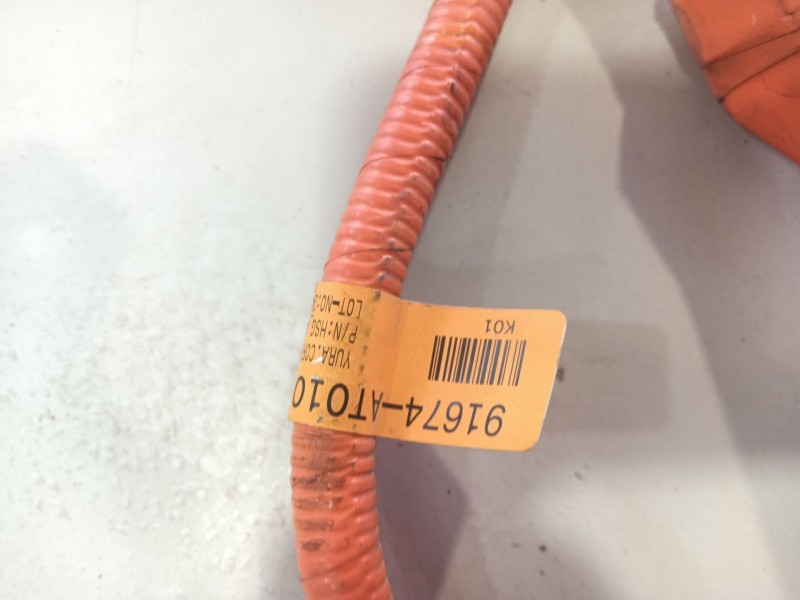 91674-AT010
YURA:COR
P/N:HSG
LOT-NO:
K01